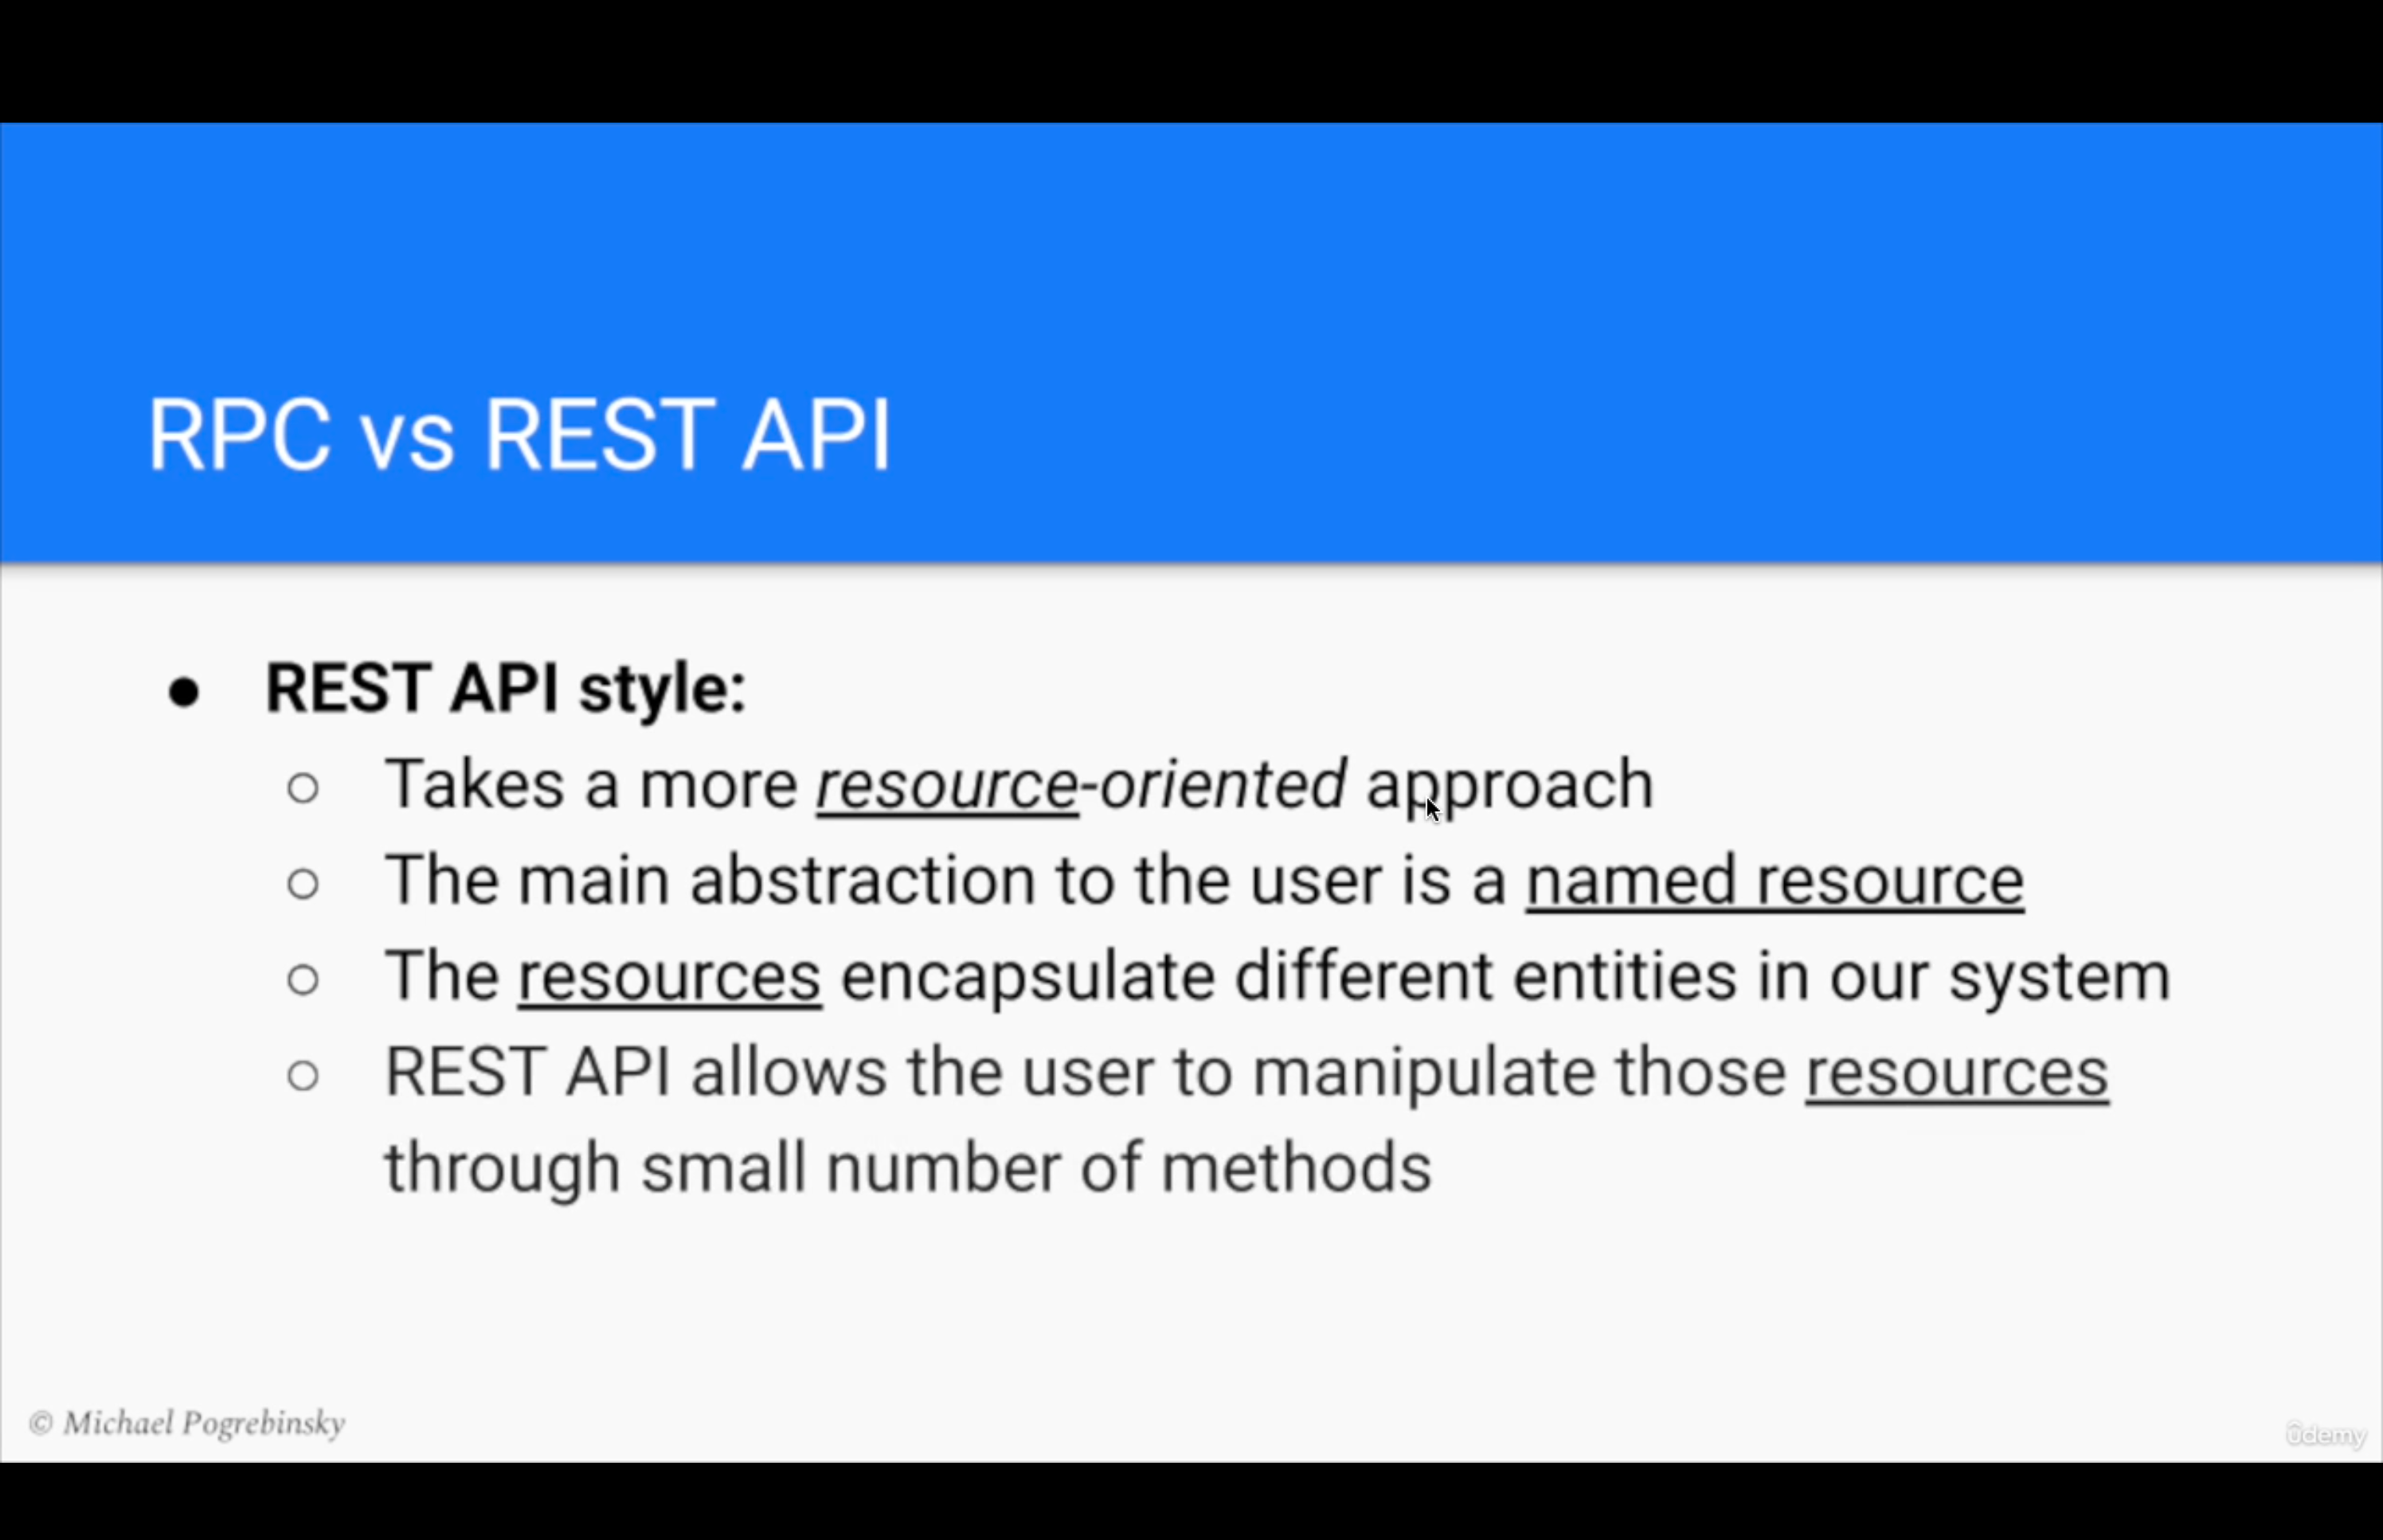 RPC vs REST API
● REST API style:
○ Takes a more resource-oriented approach
○ The main abstraction to the user is a named resource
○ The resources encapsulate different entities in our system
○ REST API allows the user to manipulate those resources
through small number of methods
© Michael Pogrebinsky
ûdemy